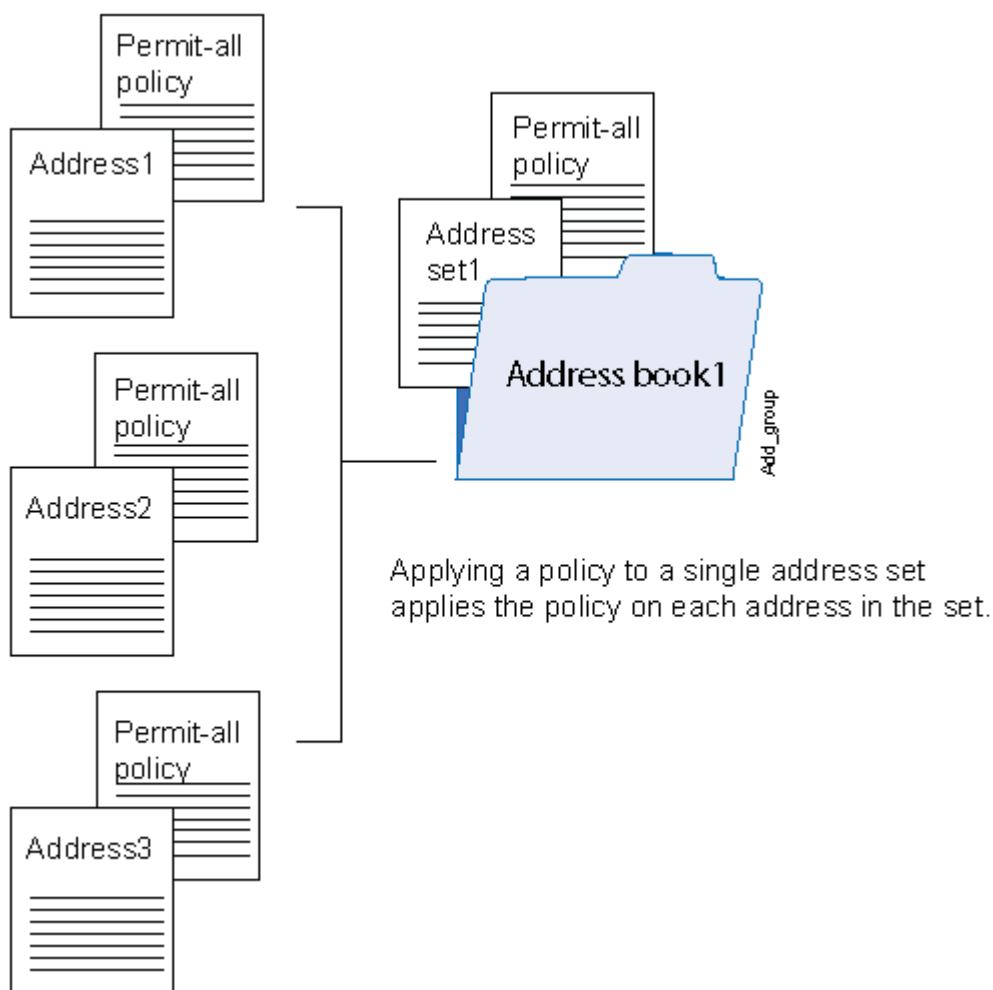 Permit-all
policy
Address1
Permit-all
policy
Address2
Permit-all
policy
Address3
Permit-all
policy
Address
set1
Address book1
Add_group
Applying a policy to a single address set
applies the policy on each address in the set.